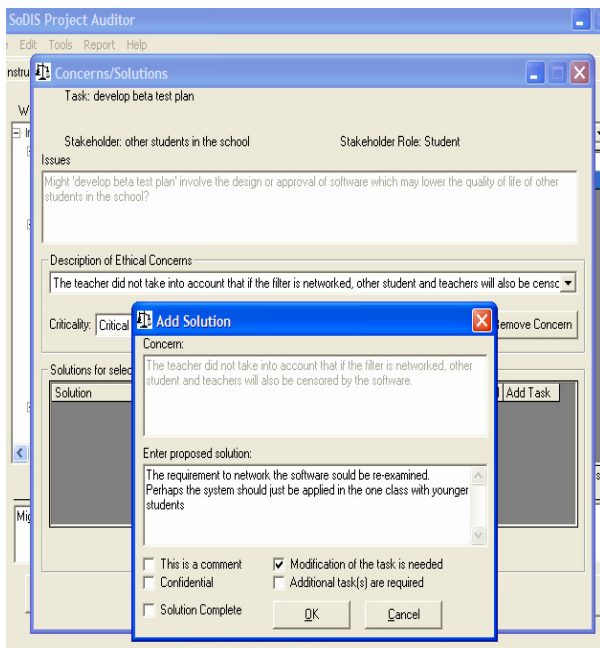 SoDIS Project Auditor
Edit Tools Report Help
nstru
Concerns/Solutions
Task: develop beta test plan
W
Stakeholder: other students in the school Stakeholder Role: Student
Issues
Might 'develop beta test plan' involve the design or approval of software which may lower the quality of life of other
students in the school?
Description of Ethical Concerns
The teacher did not take into account that if the filter is networked, other student and teachers will also be censc
Criticality: Critical
emove Concern
Add Solution
Concern:
The teacher did not take into account that if the filter is networked, other
student and teachers will also be censored by the software.
Solutions for selec
Solution
Add Task
Enter proposed solution:
The requirement to network the software sould be re-examined.
Perhaps the system should just be applied in the one class with younger
students
Mig
This is a comment Modification of the task is needed
Confidential Additional task(s) are required
Solution Complete OK Cancel